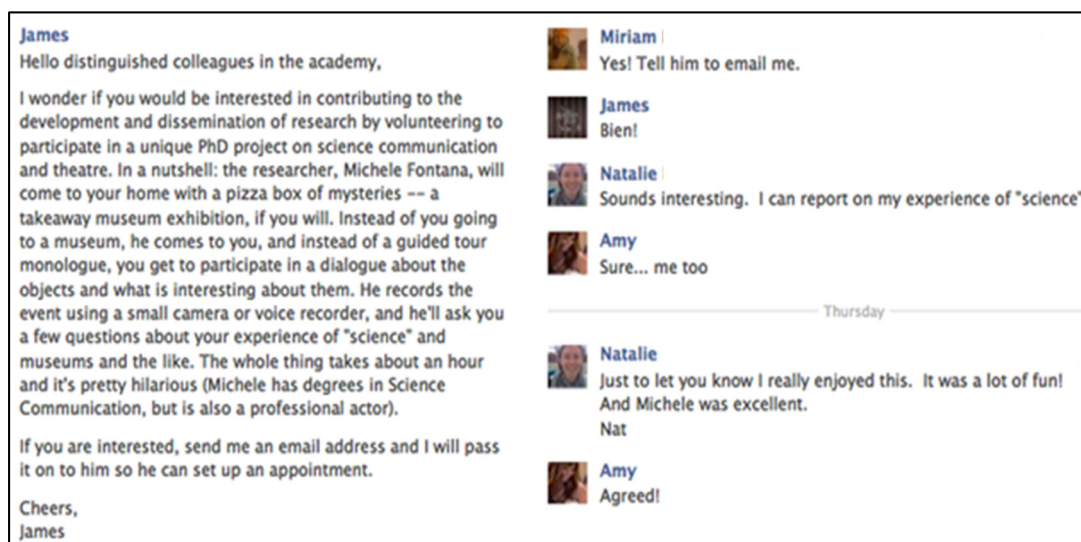 James
Hello distinguished colleagues in the academy,
I wonder if you would be interested in contributing to the
development and dissemination of research by volunteering to
participate in a unique PhD project on science communication
and theatre. In a nutshell: the researcher, Michele Fontana, will
come to your home with a pizza box of mysteries -- a
takeaway museum exhibition, if you will. Instead of you going
to a museum, he comes to you, and instead of a guided tour
monologue, you get to participate in a dialogue about the
objects and what is interesting about them. He records the
event using a small camera or voice recorder, and he'll ask you
a few questions about your experience of "science" and
museums and the like. The whole thing takes about an hour
and it's pretty hilarious (Michele has degrees in Science
Communication, but is also a professional actor).
If you are interested, send me an email address and I will pass
it on to him so he can set up an appointment.
Cheers,
James
Miriam
Yes! Tell him to email me.
James
Bien!
Natalie
Sounds interesting. I can report on my experience of "science"
Amy
Sure... me too
Thursday
Natalie
Just to let you know I really enjoyed this. It was a lot of fun!
And Michele was excellent.
Nat
Amy
Agreed!